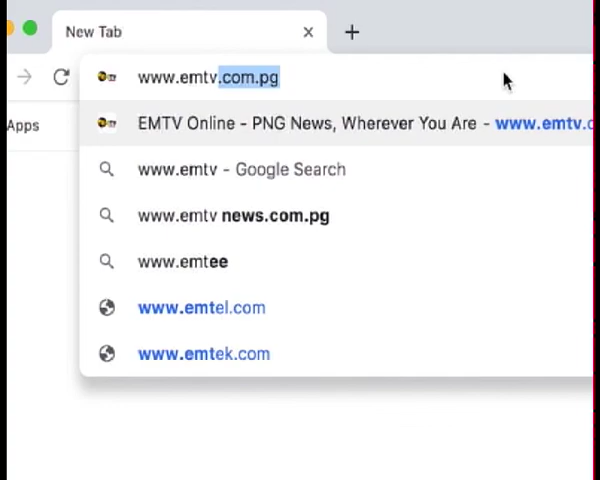 New Tab
www.emtv.com.pg
EMTV Online - PNG News, Wherever You Are - www.emtv.c
Apps
www.emtv - Google Search
www.emtv news.com.pg
www.emtee
www.emtel.com
www.emtek.com